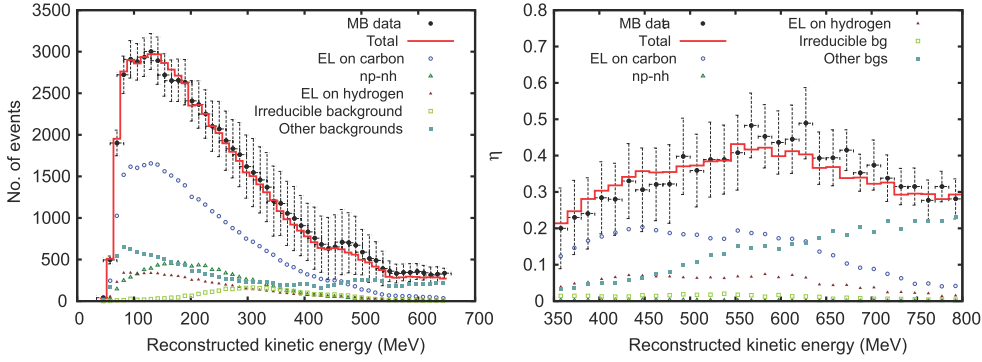 MB data
Total
EL on carbon
np-nh
EL on hydrogen
Irreducible background
Other backgrounds
3500
3000
2500
2000
1500
1000
500
0
No. of events
0 100 200 300 400 500 600 700
Reconstructed kinetic energy (MeV)
MB data
Total
EL on carbon
np-nh
EL on hydrogen
Irreducible bg
Other bgs
0.8
0.7
0.6
0.5
0.4
0.3
0.2
0.1
0
η
350 400 450 500 550 600 650 700 750 800
Reconstructed kinetic energy (MeV)